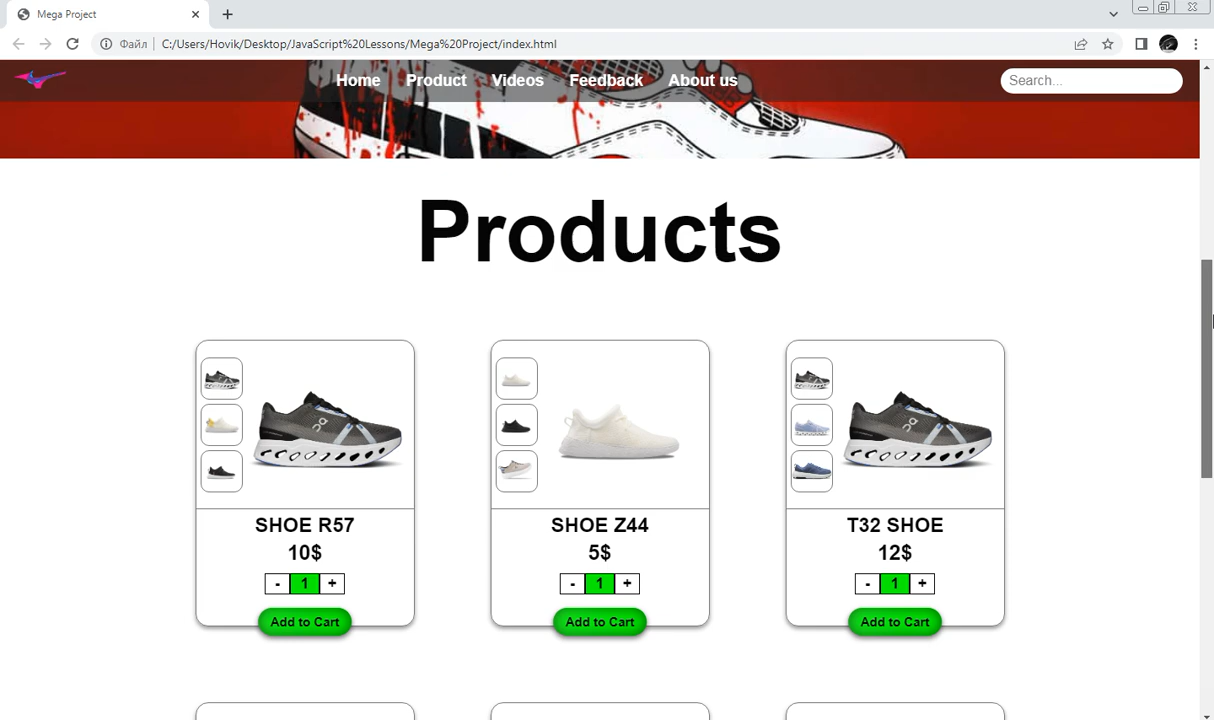 Mega Project
Файл C:/Users/Hovik/Desktop/JavaScript%20Lessons/Mega%20Project/index.html
Home Product Videos Feedback About us Search...
Products
SHOE R57 SHOE Z44 T32 SHOE
10$ 5$ 12$
- 1 + - 1 + - 1 +
Add to Cart Add to Cart Add to Cart